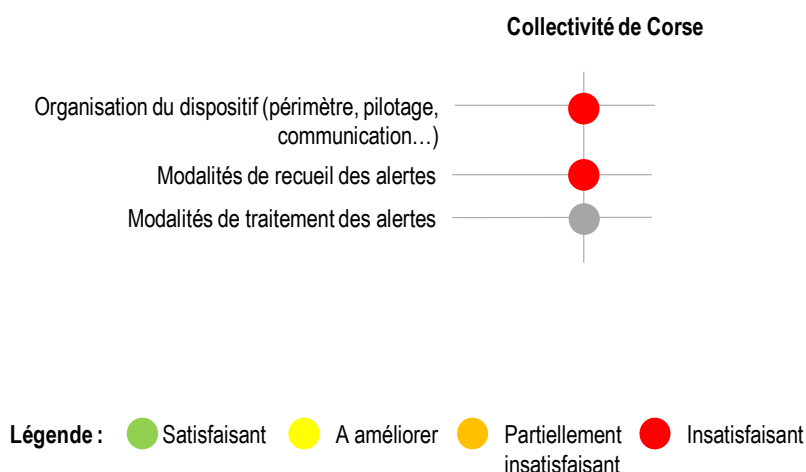 Collectivité de Corse
Organisation du dispositif (périmètre, pilotage,
communication…)
Modalités de recueil des alertes
Modalités de traitement des alertes
Légende : Satisfaisant A améliorer Partiellement Insatisfaisant
insatisfaisant